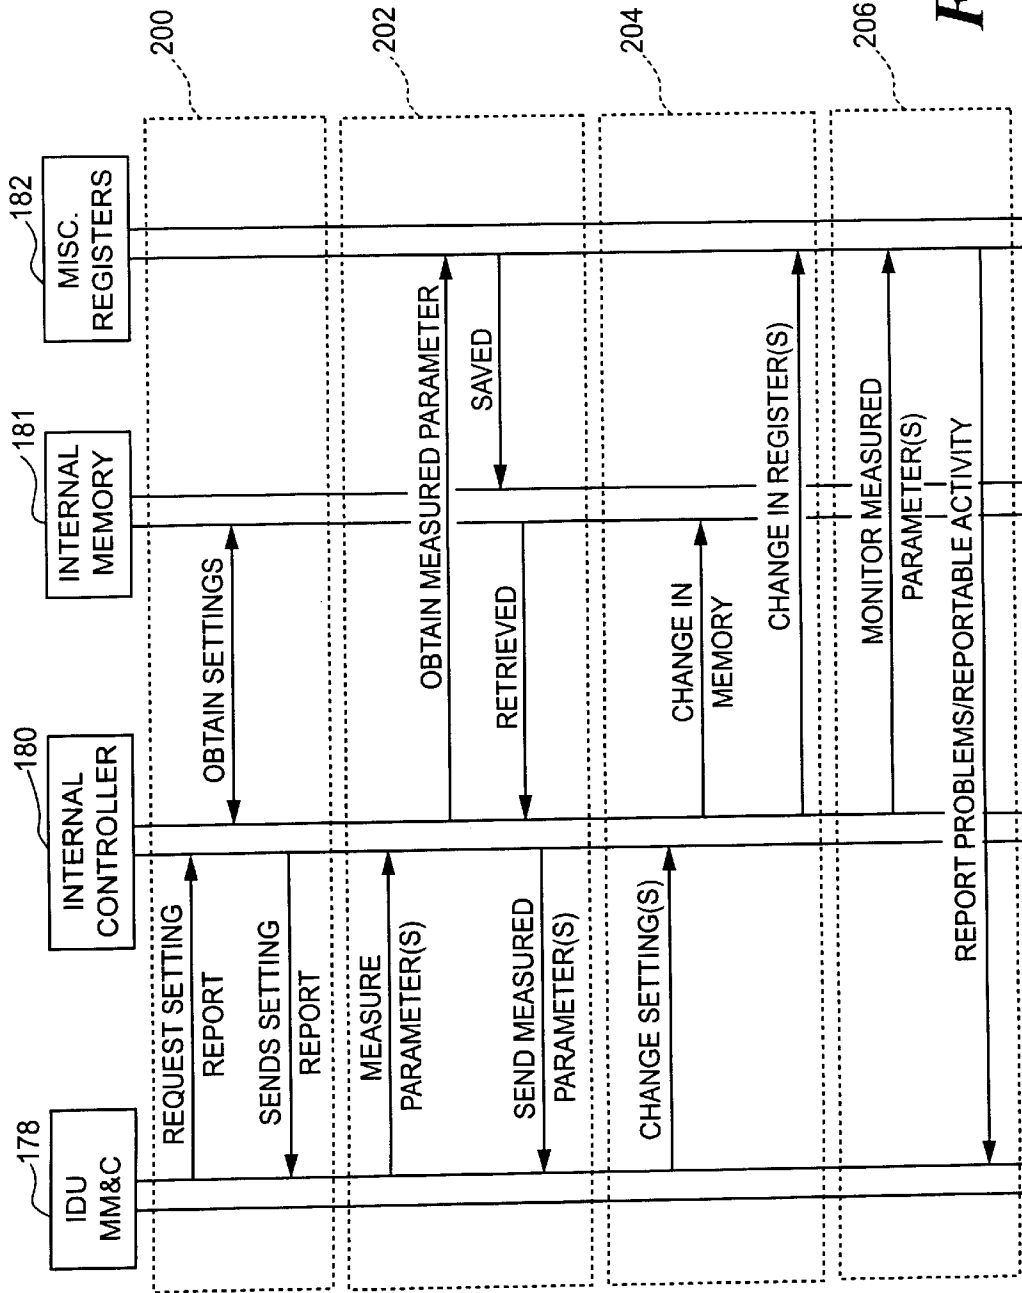 178
IDU
MM&C
180
INTERNAL
CONTROLLER
181
INTERNAL
MEMORY
182
MISC.
REGISTERS
200
REQUEST SETTING
REPORT
OBTAIN SETTINGS
SENDS SETTING
REPORT
202
MEASURE
PARAMETER(S)
OBTAIN MEASURED PARAMETER
SAVED
RETRIEVED
SEND MEASURED
PARAMETER(S)
204
CHANGE SETTING(S)
CHANGE IN
MEMORY
CHANGE IN REGISTER(S)
206
MONITOR MEASURED
PARAMETER(S)
REPORT PROBLEMS/REPORTABLE ACTIVITY